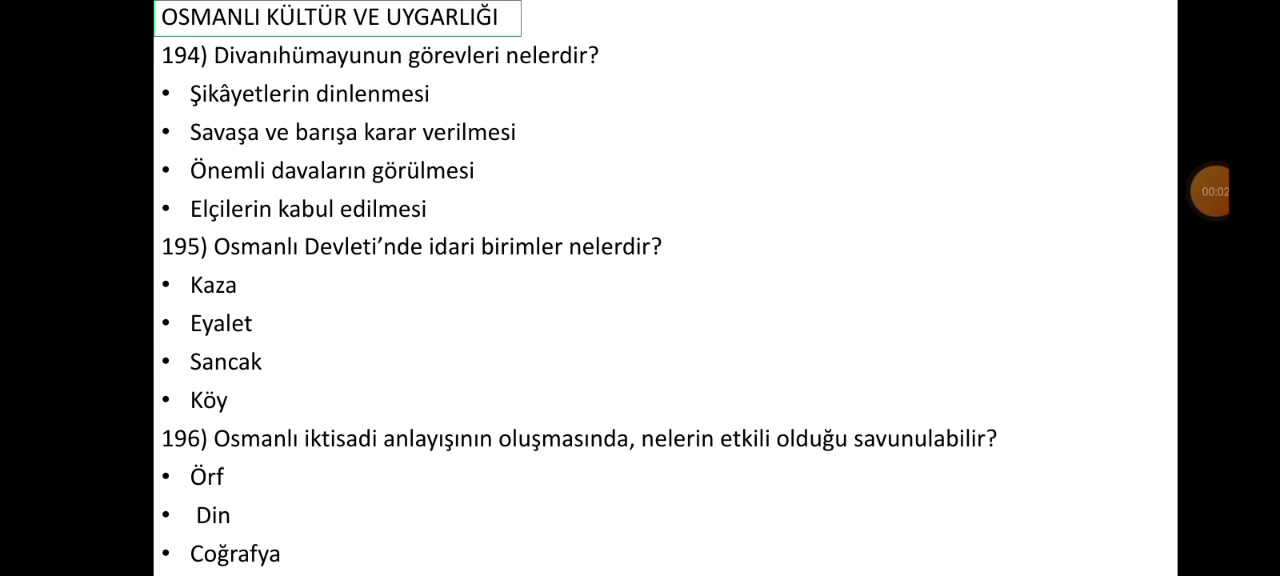 OSMANLI KÜLTÜR VE UYGARLIĞI
194) Divanıhümayunun görevleri nelerdir?
• Şikâyetlerin dinlenmesi
• Savaşa ve barışa karar verilmesi
• Önemli davaların görülmesi
• Elçilerin kabul edilmesi
195) Osmanlı Devleti’nde idari birimler nelerdir?
• Kaza
• Eyalet
• Sancak
• Köy
196) Osmanlı iktisadi anlayışının oluşmasında, nelerin etkili olduğu savunulabilir?
• Örf
• Din
• Coğrafya
00:02